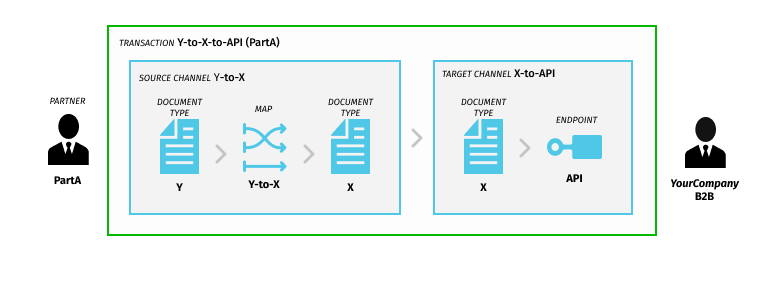 TRANSACTION Y-to-X-to-API (PartA)
SOURCE CHANNEL Y-to-X
TARGET CHANNEL X-to-API
PARTNER
DOCUMENT
TYPE
MAP
DOCUMENT
TYPE
DOCUMENT
TYPE
ENDPOINT
PartA
Y
Y-to-X
X
X
API
YourCompany
B2B